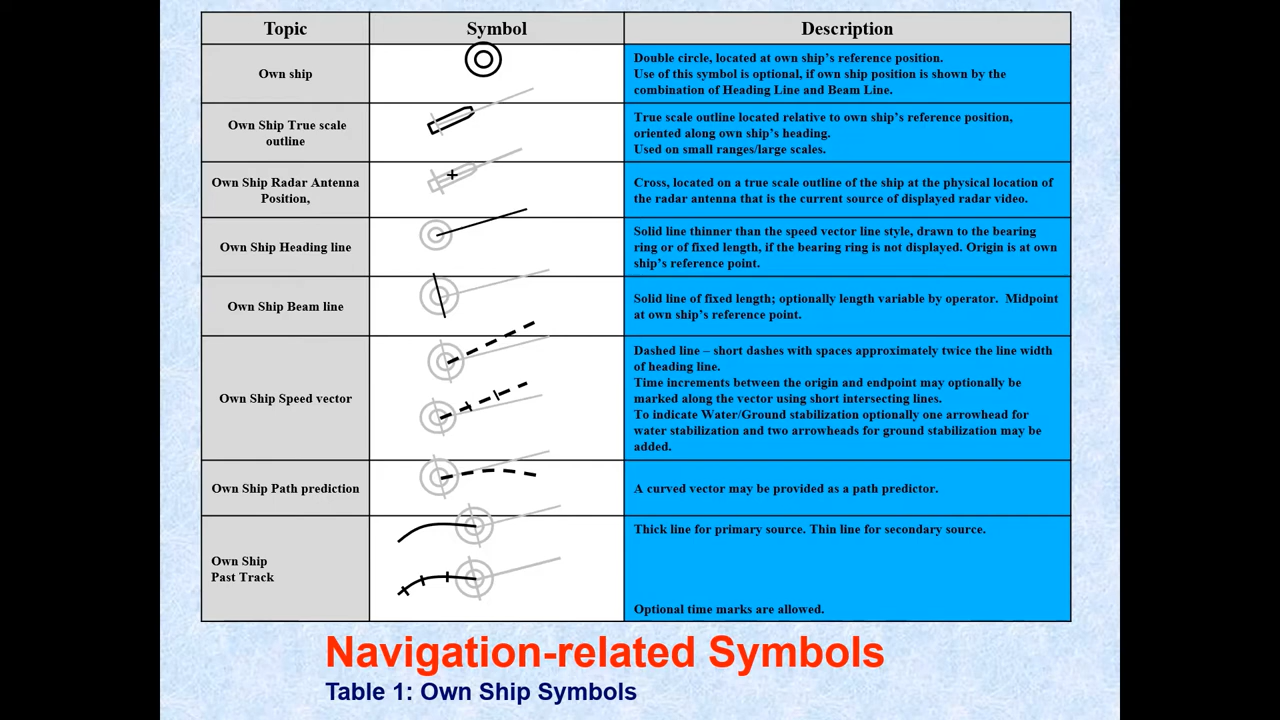 Topic
Symbol
Description
Own ship
Double circle, located at own ship's reference position.
Use of this symbol is optional, if own ship position is shown by the
combination of Heading Line and Beam Line.
Own Ship True scale
outline
True scale outline located relative to own ship's reference position,
oriented along own ship's heading.
Used on small ranges/large scales.
Own Ship Radar Antenna
Position,
Cross, located on a true scale outline of the ship at the physical location of
the radar antenna that is the current source of displayed radar video.
Own Ship Heading line
Solid line thinner than the speed vector line style, drawn to the bearing
ring or of fixed length, if the bearing ring is not displayed. Origin is at own
ship's reference point.
Own Ship Beam line
Solid line of fixed length; optionally length variable by operator.  Midpoint
at own ship's reference point.
Own Ship Speed vector
Dashed line – short dashes with spaces approximately twice the line width
of heading line.
Time increments between the origin and endpoint may optionally be
marked along the vector using short intersecting lines.
To indicate Water/Ground stabilization optionally one arrowhead for
water stabilization and two arrowheads for ground stabilization may be
added.
Own Ship Path prediction
A curved vector may be provided as a path predictor.
Own Ship
Past Track
Thick line for primary source. Thin line for secondary source.
Optional time marks are allowed.
Navigation-related Symbols
Table 1: Own Ship Symbols